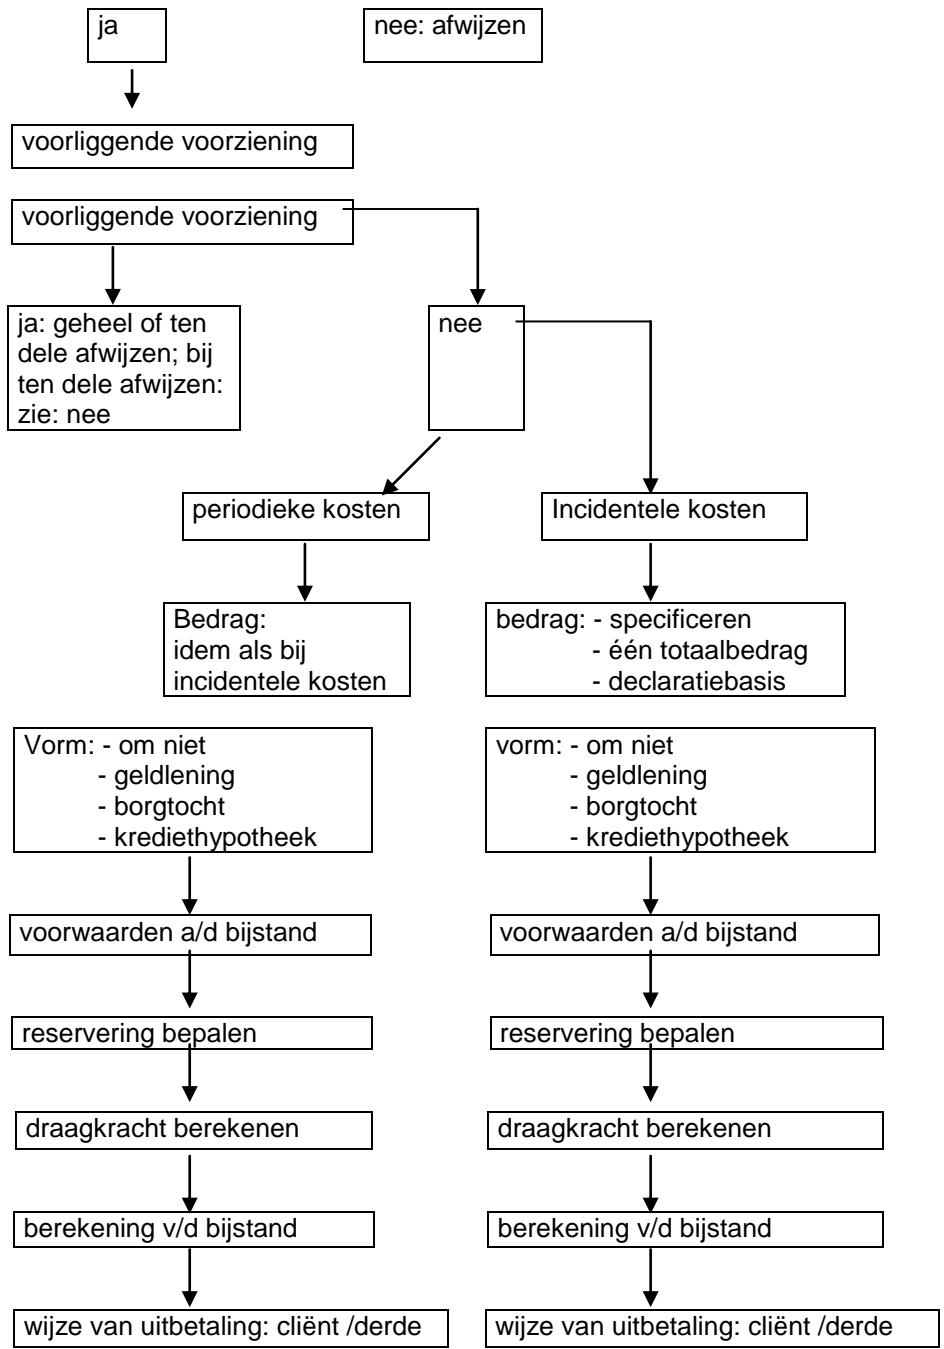 ja
nee: afwijzen
voorliggende voorziening
voorliggende voorziening
ja: geheel of ten
dele afwijzen; bij
ten dele afwijzen:
zie: nee
nee
periodieke kosten
Incidentele kosten
Bedrag:
idem als bij
incidentele kosten
bedrag: - specificeren
- één totaalbedrag
- declaratiebasis
Vorm: - om niet
- geldlening
- borgtocht
- krediethypotheek
vorm: - om niet
- geldlening
- borgtocht
- krediethypotheek
voorwaarden a/d bijstand
voorwaarden a/d bijstand
reservering bepalen
reservering bepalen
draagkracht berekenen
draagkracht berekenen
berekening v/d bijstand
berekening v/d bijstand
wijze van uitbetaling: cliënt /derde
wijze van uitbetaling: cliënt /derde